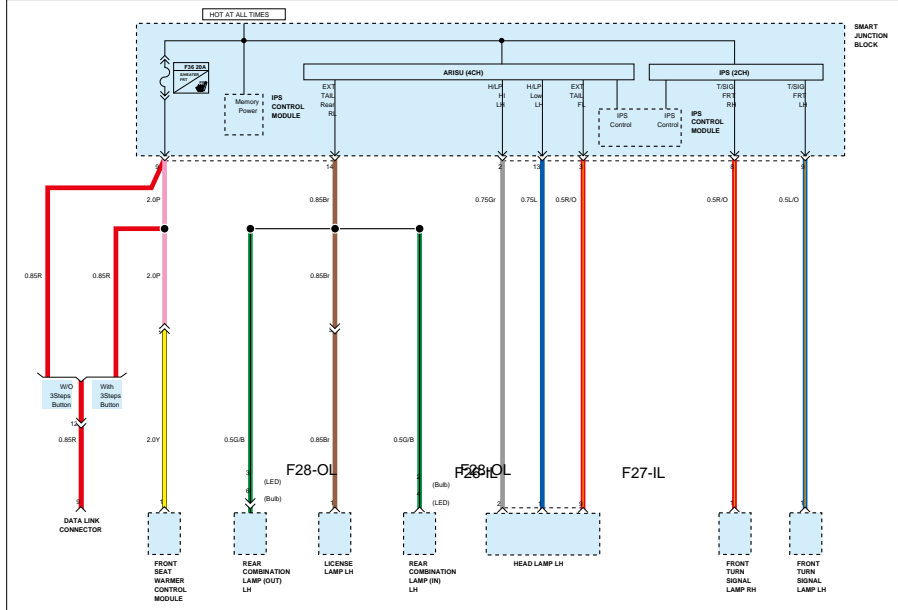 HOT AT ALL TIMES
SMART
JUNCTION
BLOCK
F36 20A
S/HEATER
FRT
ARISU (4CH)
IPS (2CH)
Memory
Power
IPS
CONTROL
MODULE
EXT
TAIL
Rear
RL
H/LP
HI
LH
H/LP
Low
LH
EXT
TAIL
FL
IPS
Control
IPS
Control
IPS
CONTROL
MODULE
T/SIG
FRT
RH
T/SIG
FRT
LH
9 14 2 13 3 8 9
2.0P 0.85Br 0.75Gr 0.75L 0.5R/O 0.5R/O 0.5L/O
0.85R 0.85R 2.0P 0.85Br
W/O
3Steps
Button
With
3Steps
Button
12
0.85R 2.0Y 0.5G/B 0.85Br 0.5G/B
F28-OL F26-IL F28-OL F27-IL
3 (LED)
6 (Bulb)
2 (Bulb)
4 (LED)
9 1 1 2 1 9 1 1
DATA LINK
CONNECTOR
FRONT
SEAT
WARMER
CONTROL
MODULE
REAR
COMBINATION
LAMP (OUT)
LH
LICENSE
LAMP LH
REAR
COMBINATION
LAMP (IN)
LH
HEAD LAMP LH
FRONT
TURN
SIGNAL
LAMP RH
FRONT
TURN
SIGNAL
LAMP LH